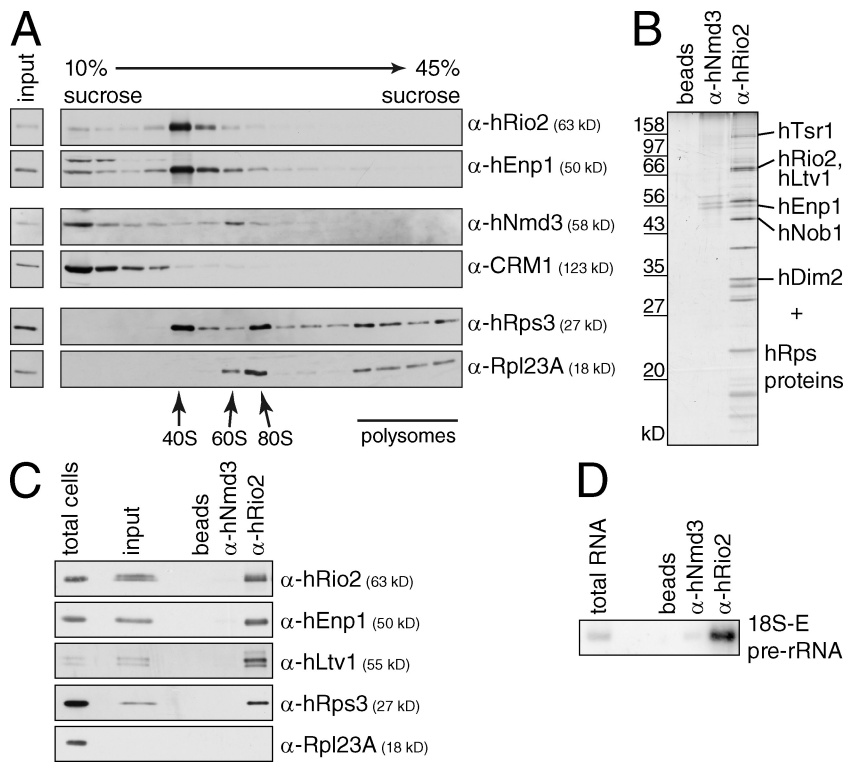 A
input
10%
45%
sucrose
sucrose
α-hRio2 (63 kD)
α-hEnp1 (50 kD)
α-hNmd3 (58 kD)
α-CRM1 (123 kD)
α-hRps3 (27 kD)
α-Rpl23A (18 kD)
40S
60S
80S
polysomes
B
beads
α-hNmd3
α-hRio2
158
97
66
56
43
35
27
20
kD
hTsr1
hRio2,
hLtv1
hEnp1
hNob1
hDim2
+
hRps
proteins
C
total cells
input
beads
α-hNmd3
α-hRio2
α-hRio2 (63 kD)
α-hEnp1 (50 kD)
α-hLtv1 (55 kD)
α-hRps3 (27 kD)
α-Rpl23A (18 kD)
D
total RNA
beads
α-hNmd3
α-hRio2
18S-E
pre-rRNA